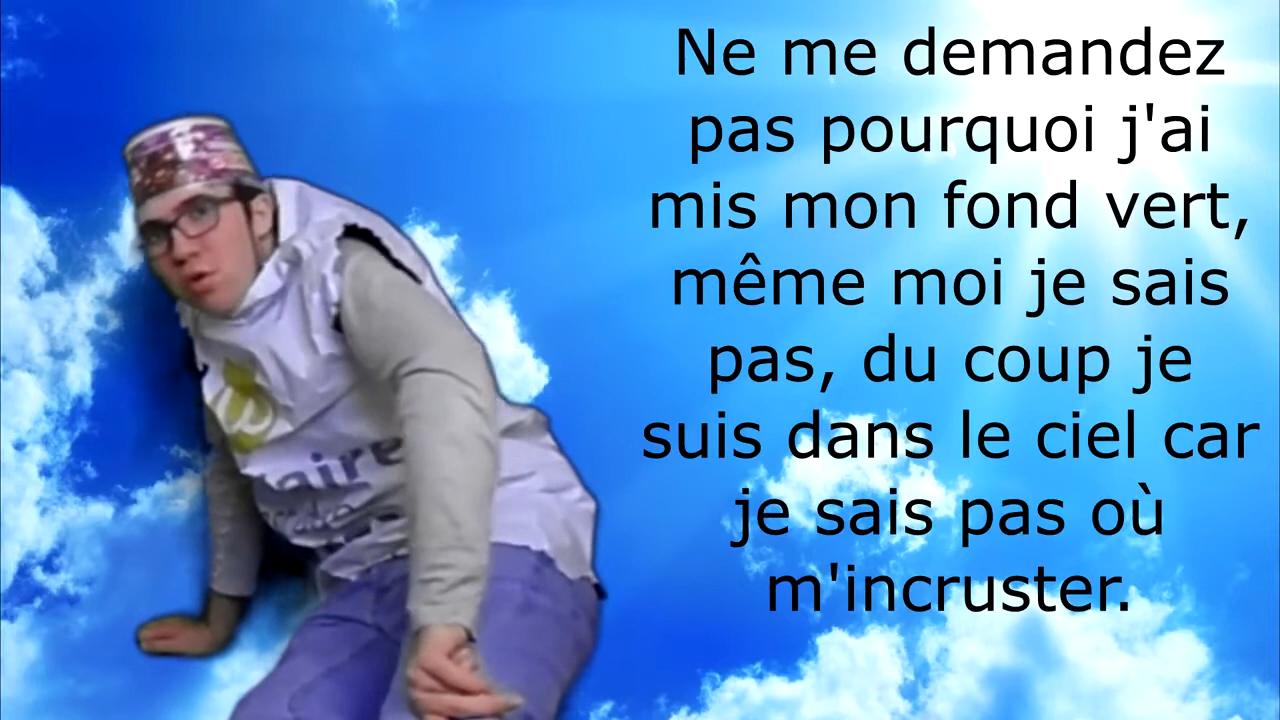 Ne me demandez
pas pourquoi j'ai
mis mon fond vert,
même moi je sais
pas, du coup je
suis dans le ciel car
je sais pas où
m'incruster.
aire